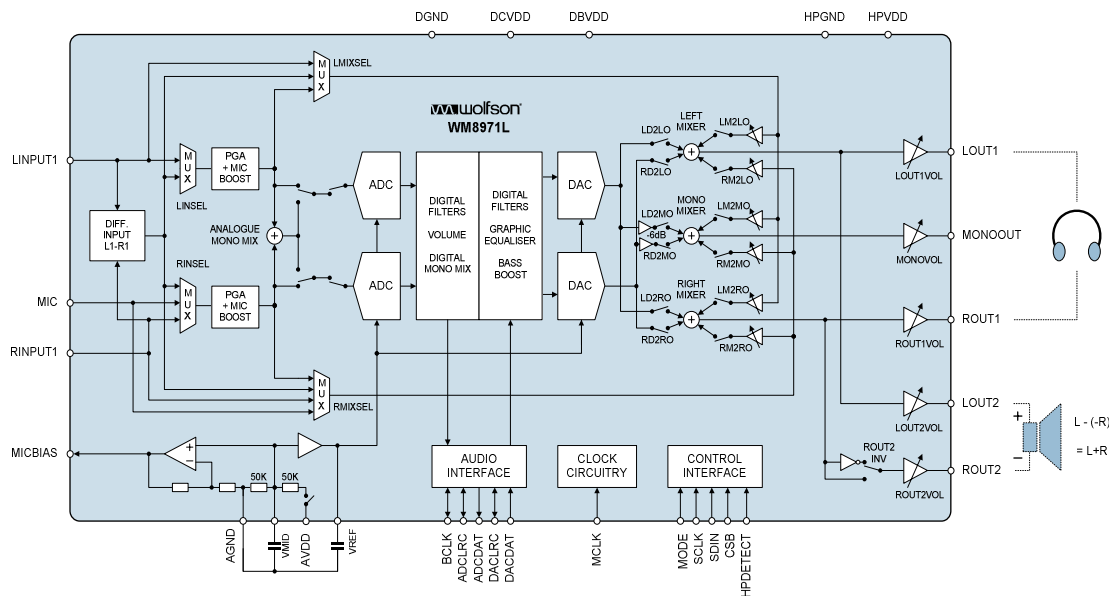 DGND
DCVDD
DBVDD
HPGND
HPVDD
MUX
LMIXSEL
wolfson®
WM8971L
LINPUT1
MUX
LINSEL
PGA
+ MIC
BOOST
DIFF.
INPUT
L1-R1
ANALOGUE
MONO MIX
+
RINSEL
MUX
PGA
+ MIC
BOOST
MIC
RINPUT1
MUX
RMIXSEL
ADC
ADC
DIGITAL
FILTERS
VOLUME
DIGITAL
MONO MIX
DIGITAL
FILTERS
GRAPHIC
EQUALISER
BASS
BOOST
DAC
DAC
LD2LO
LEFT
MIXER
LM2LO
+
RD2LO
RM2LO
LD2MO
MONO
MIXER
LM2MO
-6dB
+
RD2MO
RM2MO
LD2RO
RIGHT
MIXER
LM2RO
+
RD2RO
RM2RO
LOUT1VOL
LOUT1
MONOVOL
MONOOUT
ROUT1VOL
ROUT1
LOUT2VOL
LOUT2
ROUT2
INV
ROUT2VOL
ROUT2
+
−
L - (-R)
= L+R
MICBIAS
+
−
50K
50K
AUDIO
INTERFACE
CLOCK
CIRCUITRY
CONTROL
INTERFACE
AGND
VMID
AVDD
VREF
BCLK
ADCLRC
ADCDAT
DACLRC
DACDAT
MCLK
MODE
SCLK
SDIN
CSB
HPDETECT